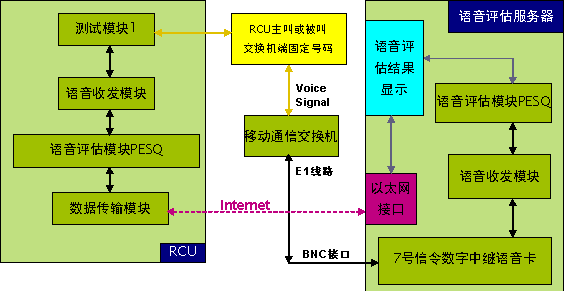 测试模块1
语音收发模块
语音评估模块PESQ
数据传输模块
RCU
RCU主叫或被叫
交换机端固定号码
Voice
Signal
移动通信交换机
E1线路
Internet
BNC接口
语音评估服务器
语音评
估结果
显示
语音评估模块PESQ
语音收发模块
以太网
接口
7号信令数字中继语音卡